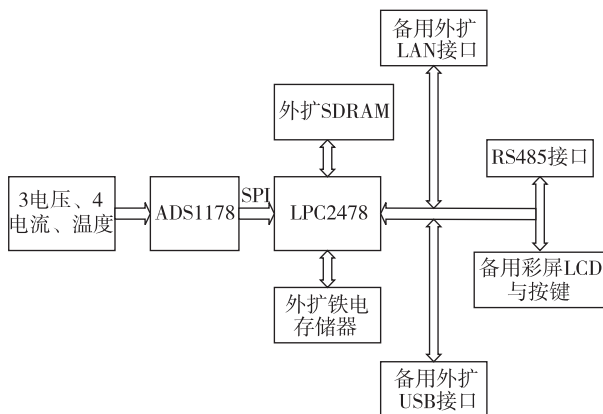 备用外扩
LAN接口
外扩SDRAM
RS485接口
3电压、4
电流、温度
ADS1178
SPI
LPC2478
备用彩屏LCD
与按键
外扩铁电
存储器
备用外扩
USB接口